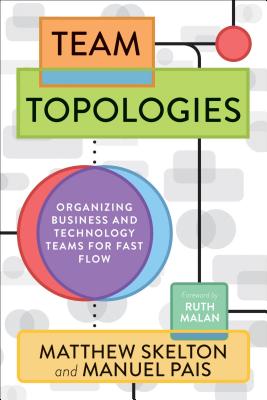 TEAM
TOPOLOGIES
ORGANIZING
BUSINESS AND
TECHNOLOGY
TEAMS FOR FAST
FLOW
Foreword by
RUTH
MALAN
MATTHEW SKELTON
and MANUEL PAIS